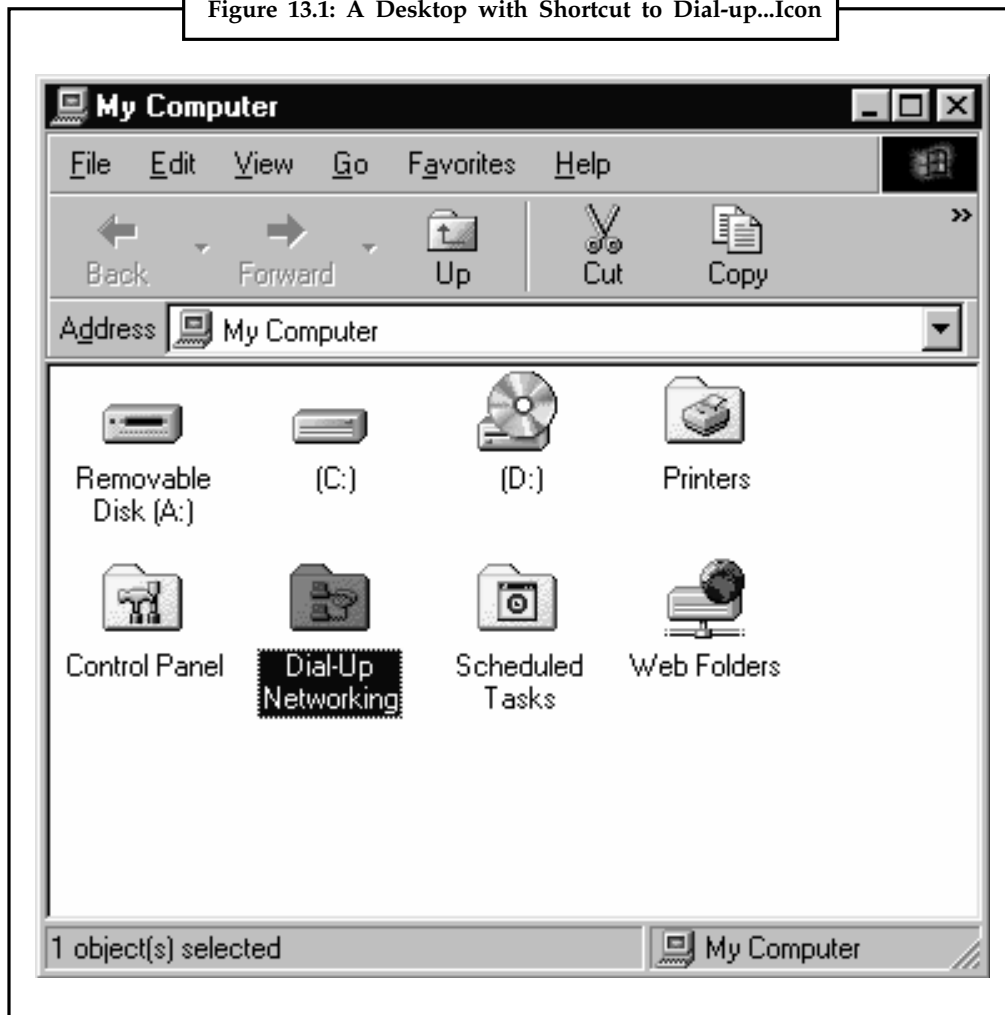 Figure 13.1: A Desktop with Shortcut to Dial-up...Icon
My Computer
File Edit View Go Favorites Help
Back Forward Up Cut Copy »
Address My Computer
Removable Disk (A:)
(C:)
(D:)
Printers
Control Panel
Dial-Up Networking
Scheduled Tasks
Web Folders
1 object(s) selected
My Computer